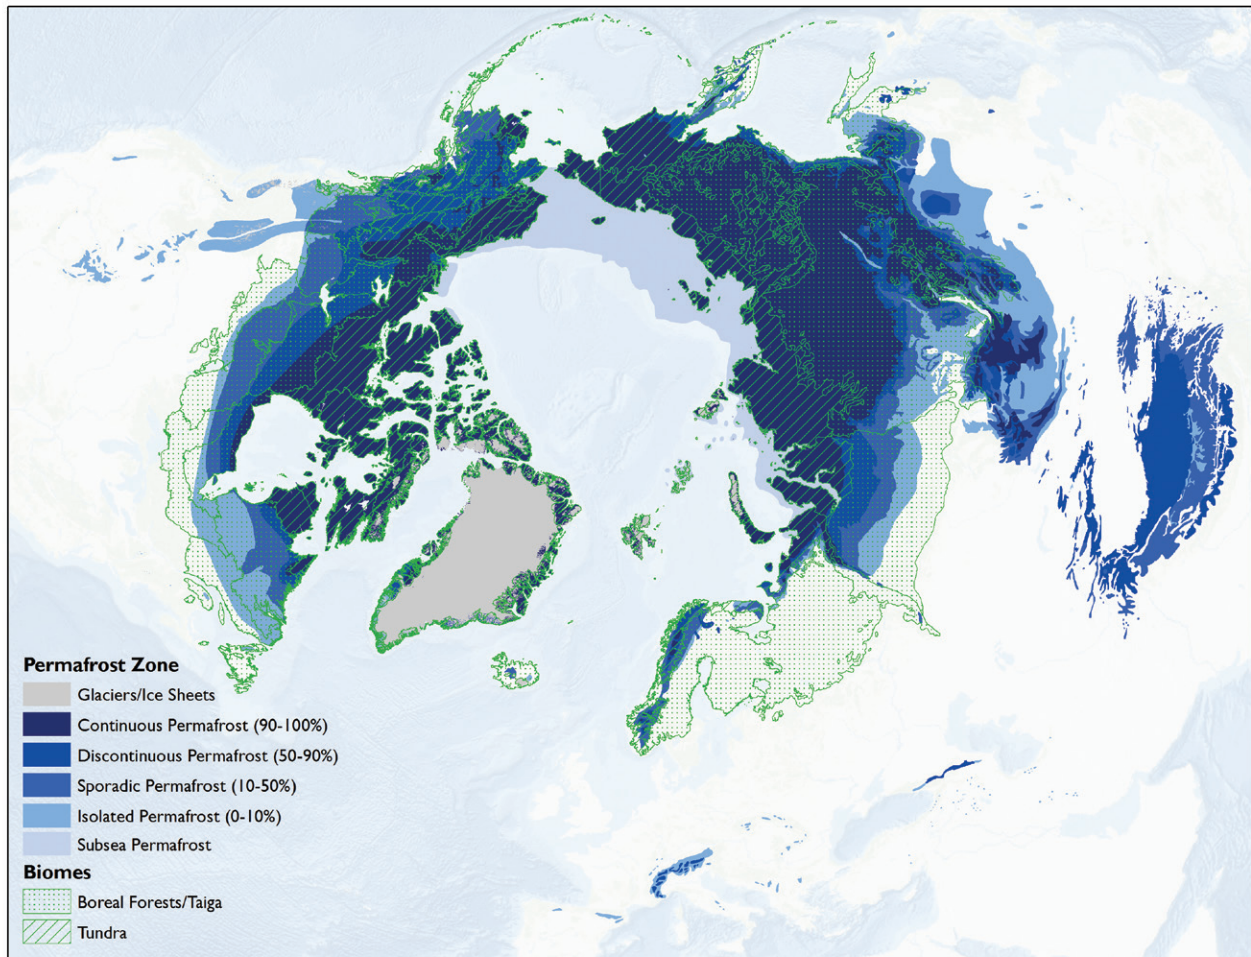 Permafrost Zone
Glaciers/Ice Sheets
Continuous Permafrost (90-100%)
Discontinuous Permafrost (50-90%)
Sporadic Permafrost (10-50%)
Isolated Permafrost (0-10%)
Subsea Permafrost
Biomes
Boreal Forests/Taiga
Tundra